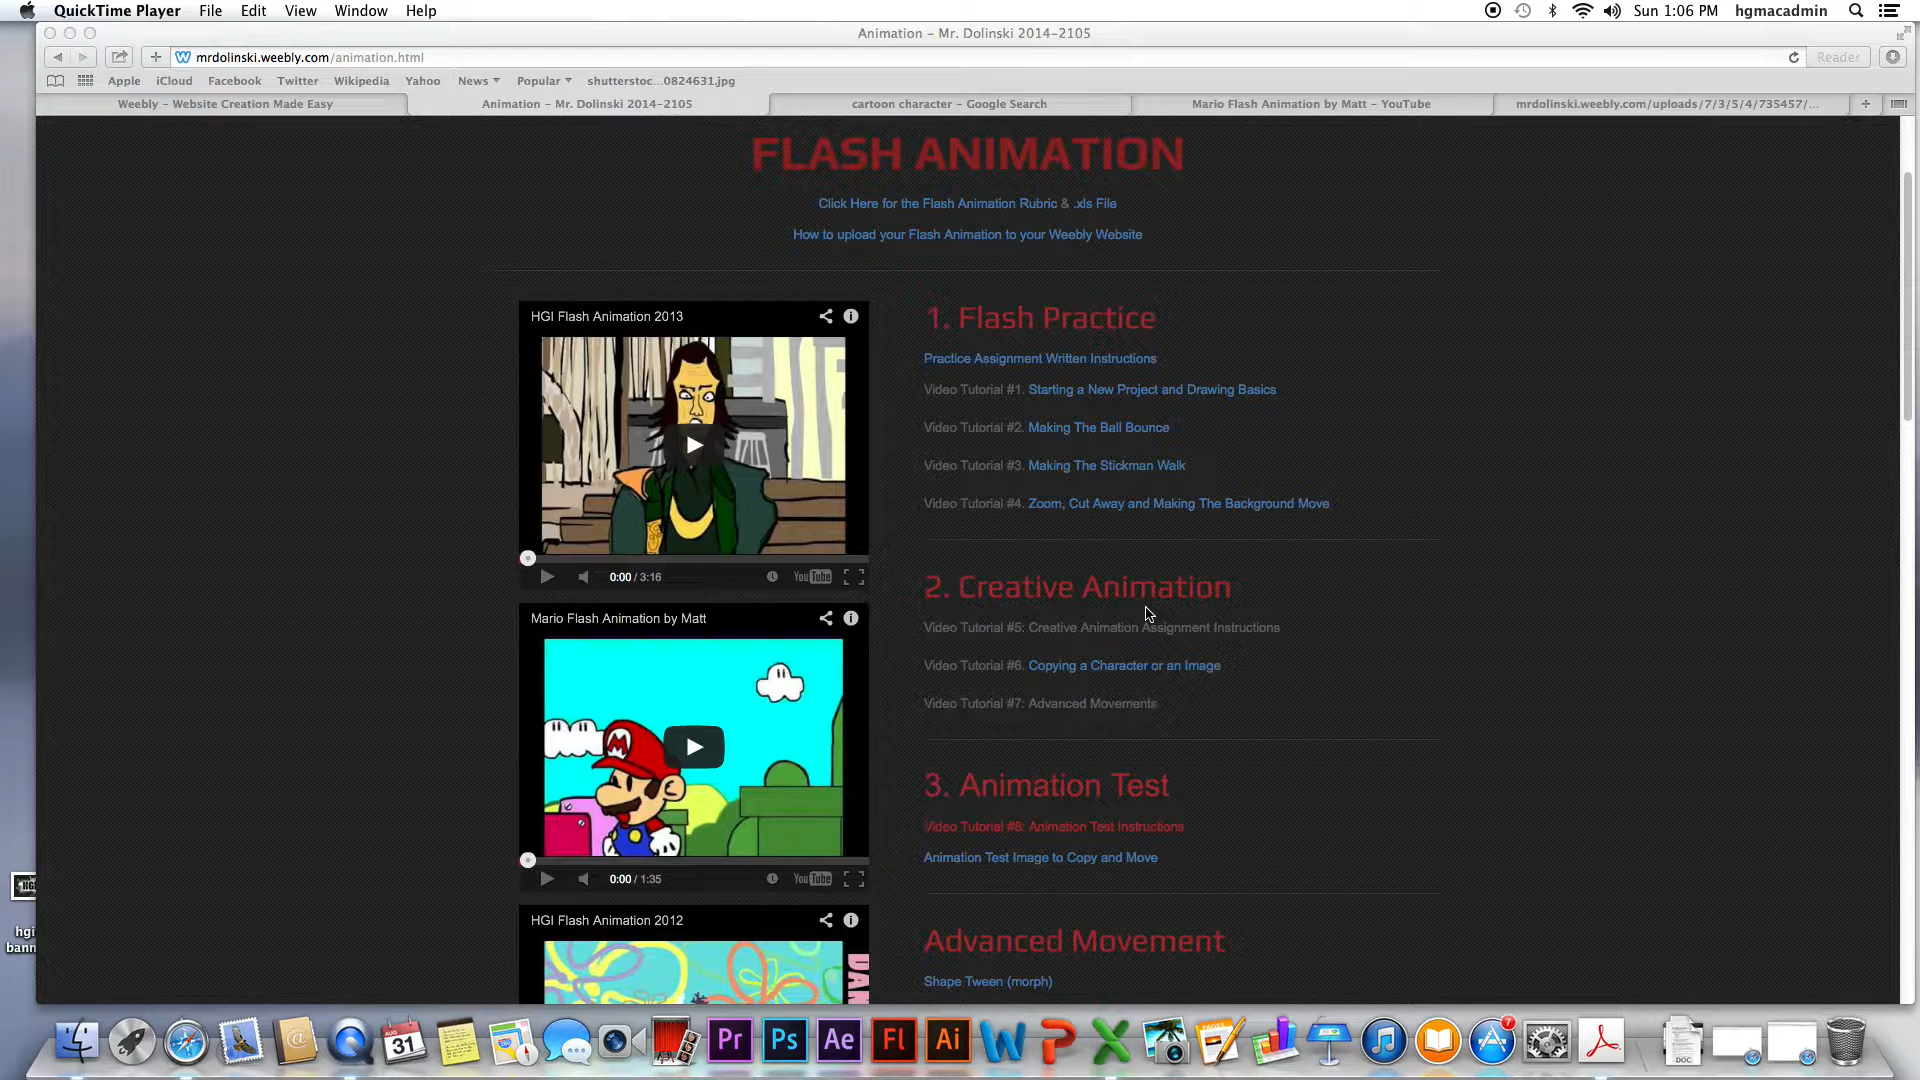 QuickTime Player File Edit View Window Help Sun 1:06 PM hgmacadmin
Animation – Mr. Dolinski 2014-2105
mrdolinski.weebly.com/animation.html Reader
Apple iCloud Facebook Twitter Wikipedia Yahoo News Popular shutterstoc...0824631.jpg
Weebly – Website Creation Made Easy Animation – Mr. Dolinski 2014-2105 cartoon character – Google Search Mario Flash Animation by Matt – YouTube mrdolinski.weebly.com/uploads/7/3/5/4/735457/...
FLASH ANIMATION
Click Here for the Flash Animation Rubric & .xls File
How to upload your Flash Animation to your Weebly Website
HGI Flash Animation 2013
0:00 / 3:16 YouTube
Mario Flash Animation by Matt
M
0:00 / 1:35 YouTube
HGI Flash Animation 2012
DAN
1. Flash Practice
Practice Assignment Written Instructions
Video Tutorial #1. Starting a New Project and Drawing Basics
Video Tutorial #2. Making The Ball Bounce
Video Tutorial #3. Making The Stickman Walk
Video Tutorial #4. Zoom, Cut Away and Making The Background Move
2. Creative Animation
Video Tutorial #5: Creative Animation Assignment Instructions
Video Tutorial #6. Copying a Character or an Image
Video Tutorial #7: Advanced Movements
3. Animation Test
Video Tutorial #8: Animation Test Instructions
Animation Test Image to Copy and Move
Advanced Movement
Shape Tween (morph)
hgi
bann
AUG 31 Pr Ps Ae Fl Ai W P X PAGES 7 DOC